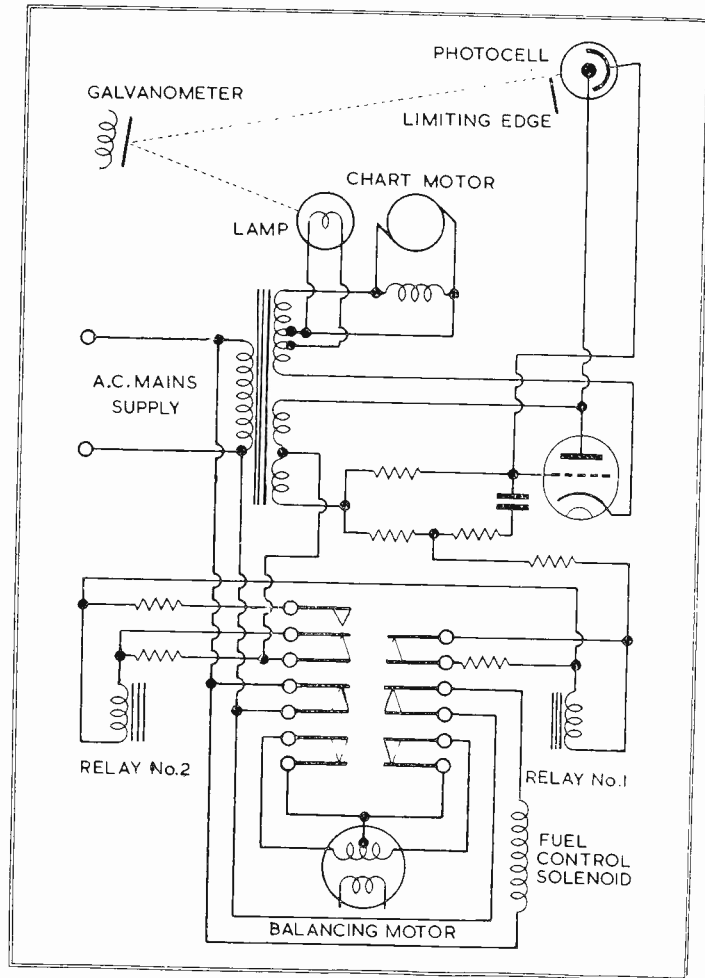 PHOTOCELL
GALVANOMETER
LIMITING EDGE
CHART MOTOR
LAMP
A.C. MAINS
SUPPLY
RELAY No.2
RELAY No.1
FUEL
CONTROL
SOLENOID
BALANCING MOTOR